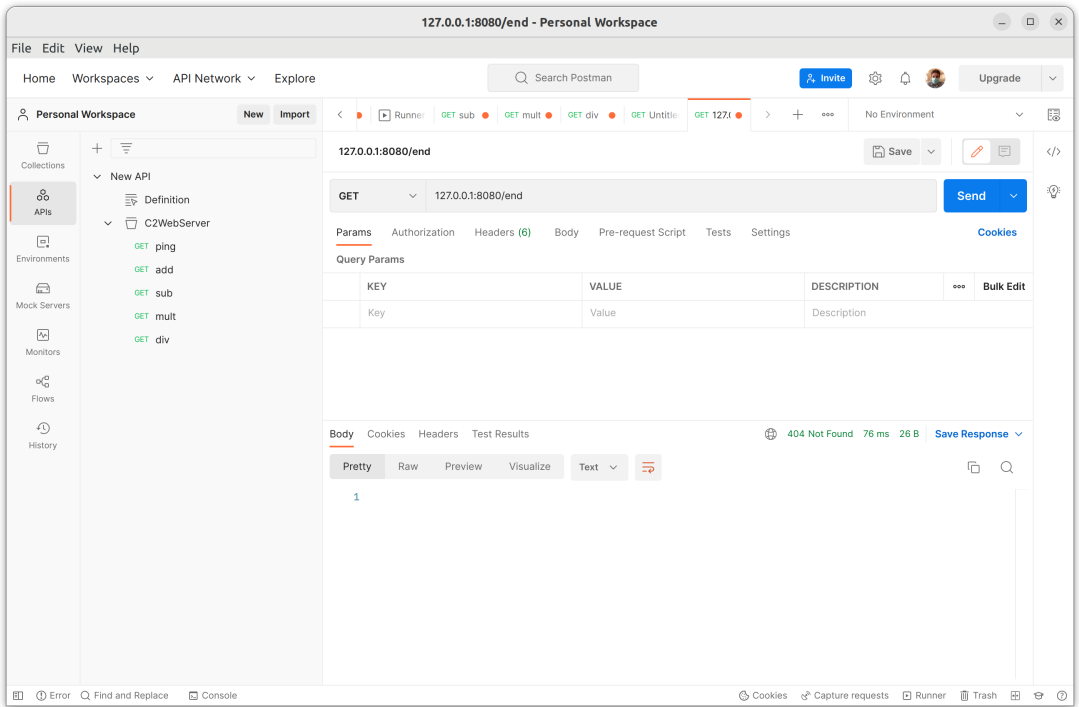 127.0.0.1:8080/end - Personal Workspace
File Edit View Help
Home Workspaces API Network Explore Search Postman Invite Upgrade
Personal Workspace New Import Runner GET sub GET mult GET div GET Untitle GET 127.( No Environment
Collections
APIs
Environments
Mock Servers
Monitors
Flows
History
New API
Definition
C2WebServer
GET ping
GET add
GET sub
GET mult
GET div
127.0.0.1:8080/end Save
GET 127.0.0.1:8080/end Send
Params Authorization Headers (6) Body Pre-request Script Tests Settings Cookies
Query Params
KEY VALUE DESCRIPTION Bulk Edit
Key Value Description
Body Cookies Headers Test Results 404 Not Found 76 ms 26 B Save Response
Pretty Raw Preview Visualize Text
1
Error Find and Replace Console Cookies Capture requests Runner Trash